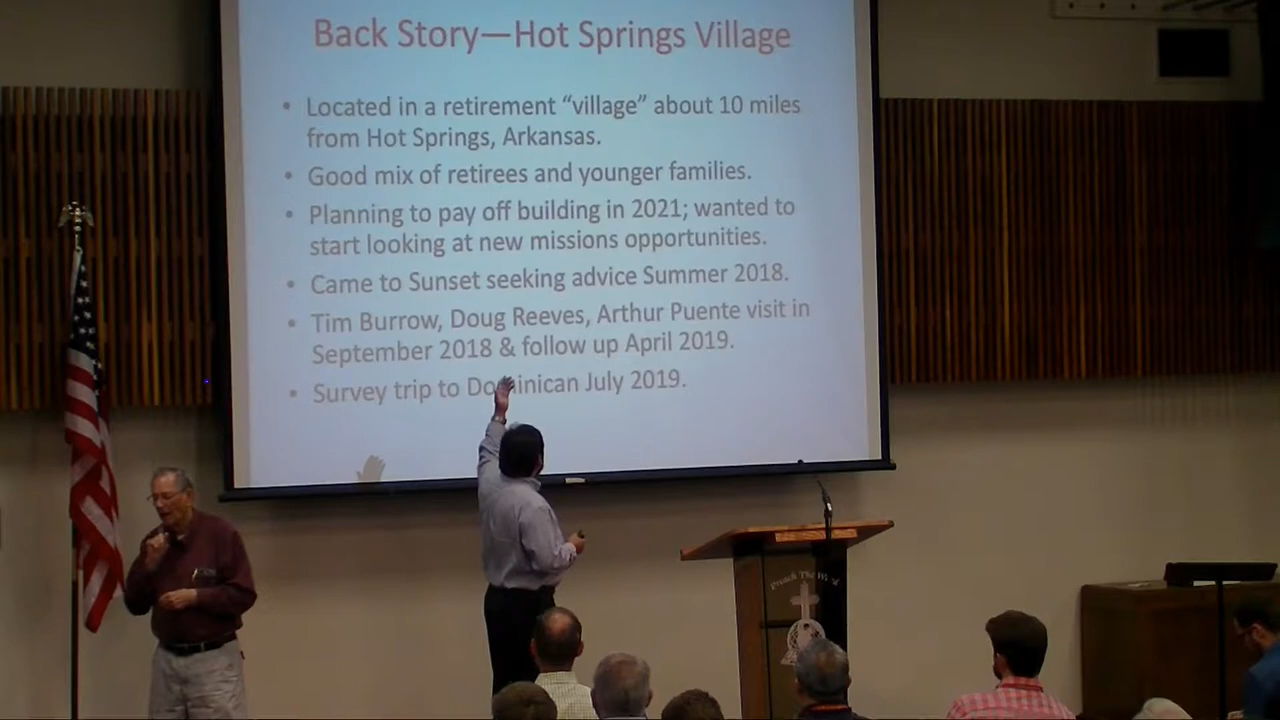 Back Story—Hot Springs Village
• Located in a retirement “village” about 10 miles
from Hot Springs, Arkansas.
• Good mix of retirees and younger families.
• Planning to pay off building in 2021; wanted to
start looking at new missions opportunities.
• Came to Sunset seeking advice Summer 2018.
• Tim Burrow, Doug Reeves, Arthur Puente visit in
September 2018 & follow up April 2019.
• Survey trip to Dominican July 2019.
Preach The Word